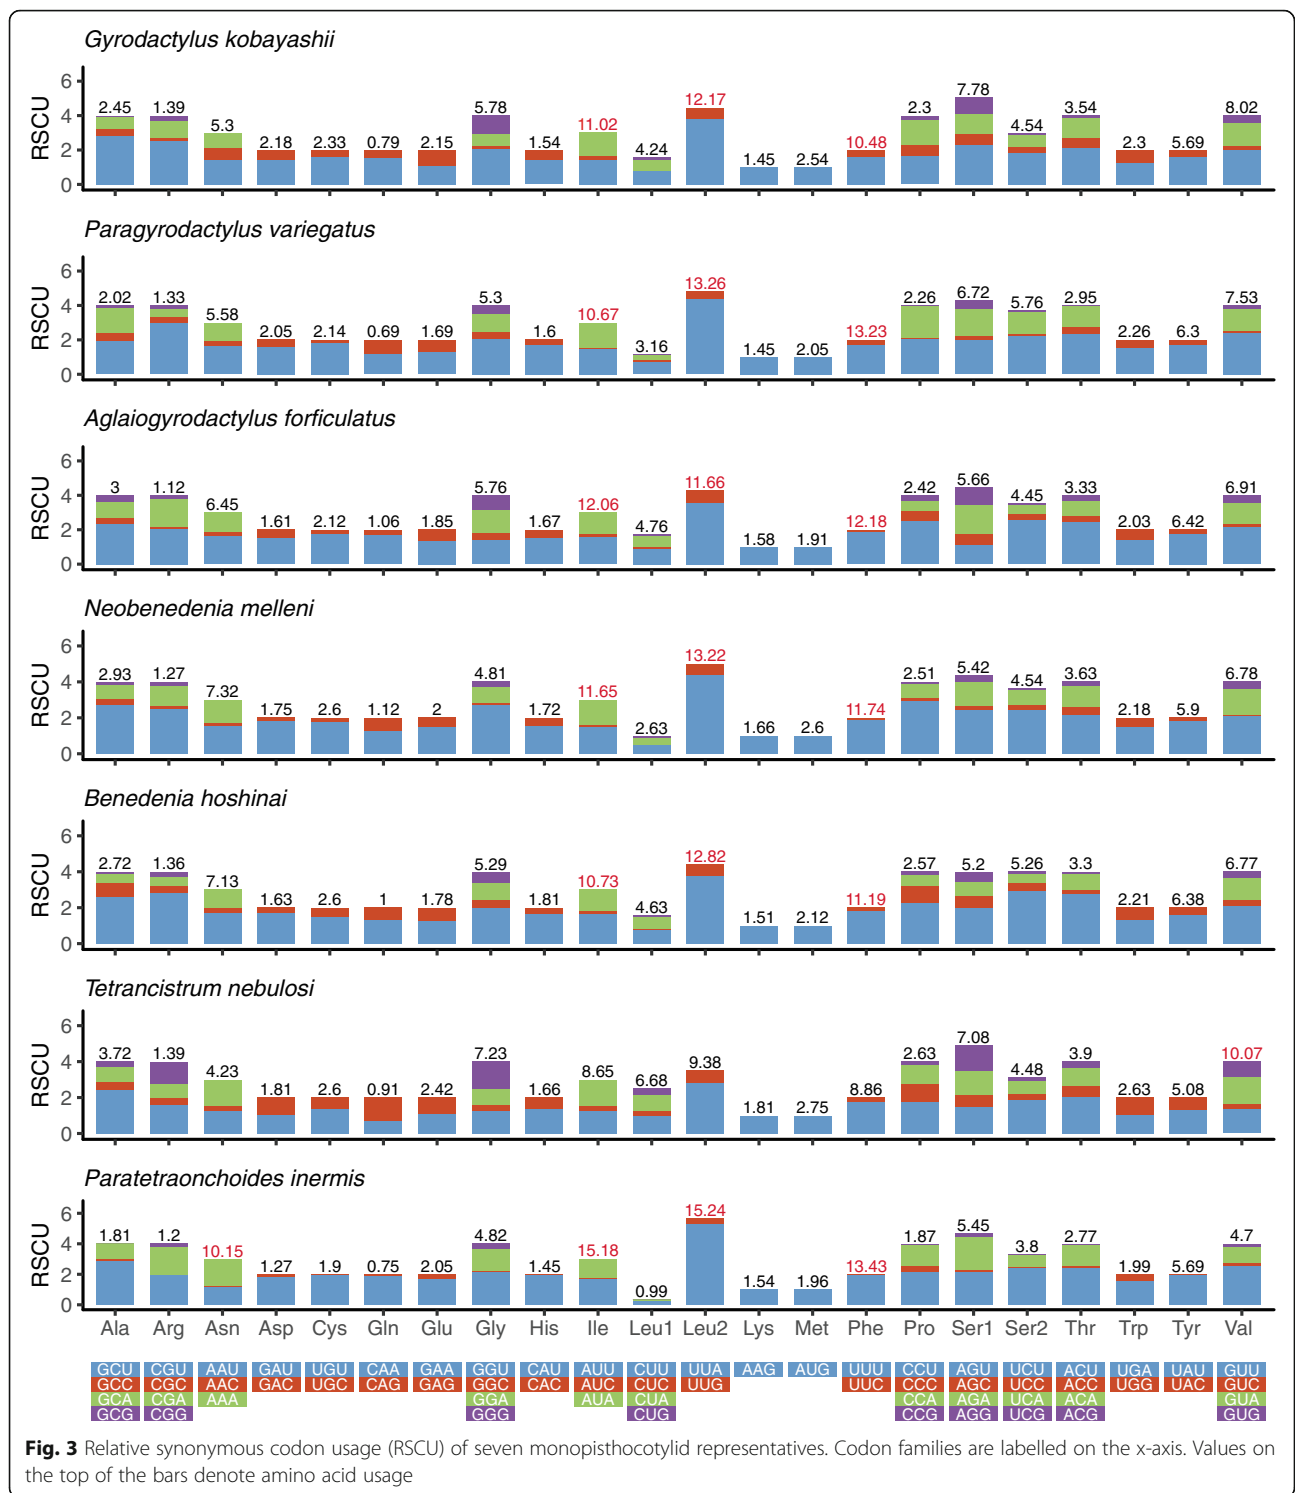 Gyrodactylus kobayashii
RSCU
6
4
2
0
2.45 1.39 5.3 2.18 2.33 0.79 2.15 5.78 1.54 11.02 4.24 12.17 1.45 2.54 10.48 2.3 7.78 4.54 3.54 2.3 5.69 8.02
Paragyrodactylus variegatus
RSCU
6
4
2
0
2.02 1.33 5.58 2.05 2.14 0.69 1.69 5.3 1.6 10.67 3.16 13.26 1.45 2.05 13.23 2.26 6.72 5.76 2.95 2.26 6.3 7.53
Aglaiogyrodactylus forficulatus
RSCU
6
4
2
0
3 1.12 6.45 1.61 2.12 1.06 1.85 5.76 1.67 12.06 4.76 11.66 1.58 1.91 12.18 2.42 5.66 4.45 3.33 2.03 6.42 6.91
Neobenedenia melleni
RSCU
6
4
2
0
2.93 1.27 7.32 1.75 2.6 1.12 2 4.81 1.72 11.65 2.63 13.22 1.66 2.6 11.74 2.51 5.42 4.54 3.63 2.18 5.9 6.78
Benedenia hoshinai
RSCU
6
4
2
0
2.72 1.36 7.13 1.63 2.6 1 1.78 5.29 1.81 10.73 4.63 12.82 1.51 2.12 11.19 2.57 5.2 5.26 3.3 2.21 6.38 6.77
Tetrancistrum nebulosi
RSCU
6
4
2
0
3.72 1.39 4.23 1.81 2.6 0.91 2.42 7.23 1.66 8.65 6.68 9.38 1.81 2.75 8.86 2.63 7.08 4.48 3.9 2.63 5.08 10.07
Paratetraonchoides inermis
RSCU
6
4
2
0
1.81 1.2 10.15 1.27 1.9 0.75 2.05 4.82 1.45 15.18 0.99 15.24 1.54 1.96 13.43 1.87 5.45 3.8 2.77 1.99 5.69 4.7
Ala Arg Asn Asp Cys Gln Glu Gly His Ile Leu1 Leu2 Lys Met Phe Pro Ser1 Ser2 Thr Trp Tyr Val
GCU CGU AAU GAU UGU CAA GAA GGU CAU AUU CUU UUA AAG AUG UUU CCU AGU UCU ACU UGA UAU GUU
GCC CGC AAC GAC UGC CAG GAG GGC CAC AUC CUC UUG UUC CCC AGC UCC ACC UGG UAC GUC
GCA CGA AAA GGA AUA CUA CCA AGA UCA ACA GUA
GCG CGG GGG CUG CCG AGG UCG ACG GUG
Fig. 3 Relative synonymous codon usage (RSCU) of seven monopisthocotylid representatives. Codon families are labelled on the x-axis. Values on
the top of the bars denote amino acid usage